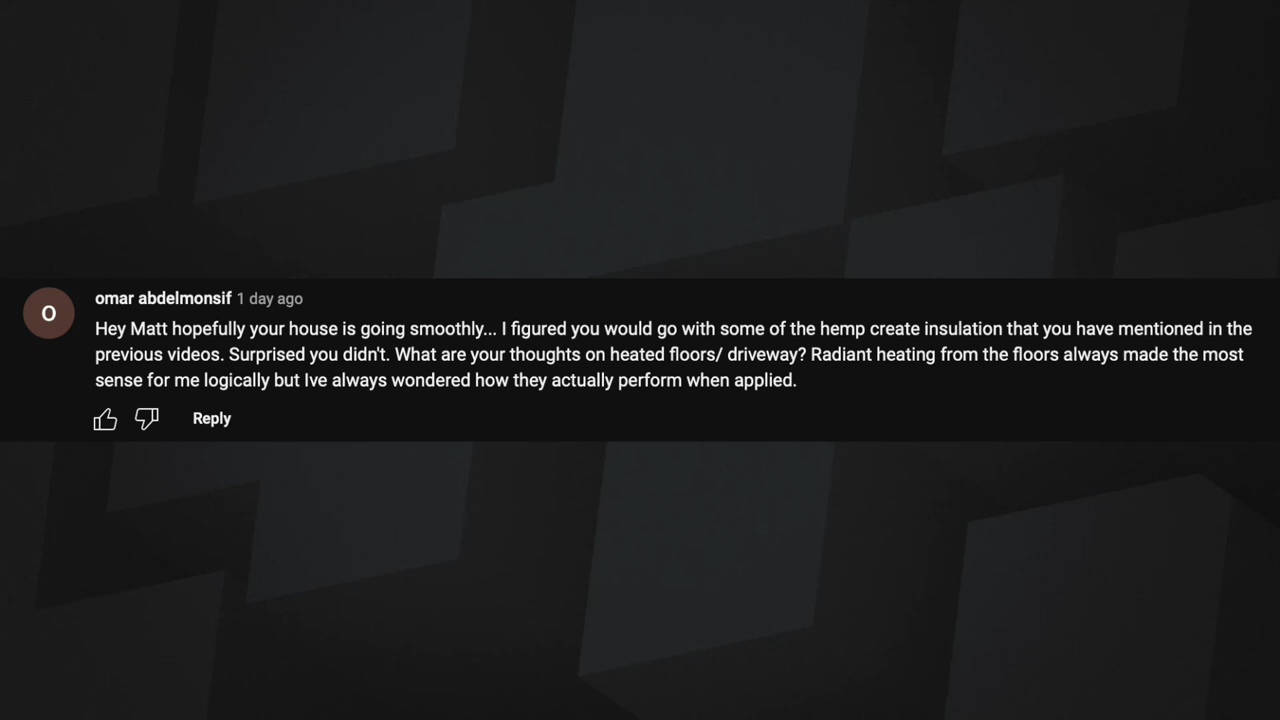 O
omar abdelmonsif 1 day ago
Hey Matt hopefully your house is going smoothly... I figured you would go with some of the hemp create insulation that you have mentioned in the
previous videos. Surprised you didn't. What are your thoughts on heated floors/ driveway? Radiant heating from the floors always made the most
sense for me logically but Ive always wondered how they actually perform when applied.
Reply